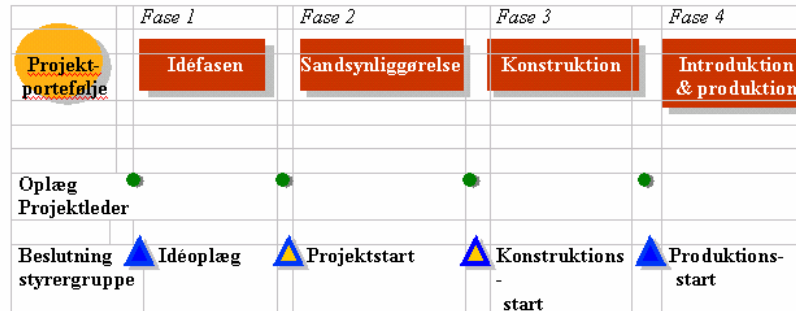 Fase 1
Fase 2
Fase 3
Fase 4
Projekt-
portefølje
Idéfasen
Sandsynliggørelse
Konstruktion
Introduktion
& produktion
Oplæg
Projektleder
Beslutning
styrergruppe
Idéoplæg
Projektstart
Konstruktions
-
start
Produktions-
start